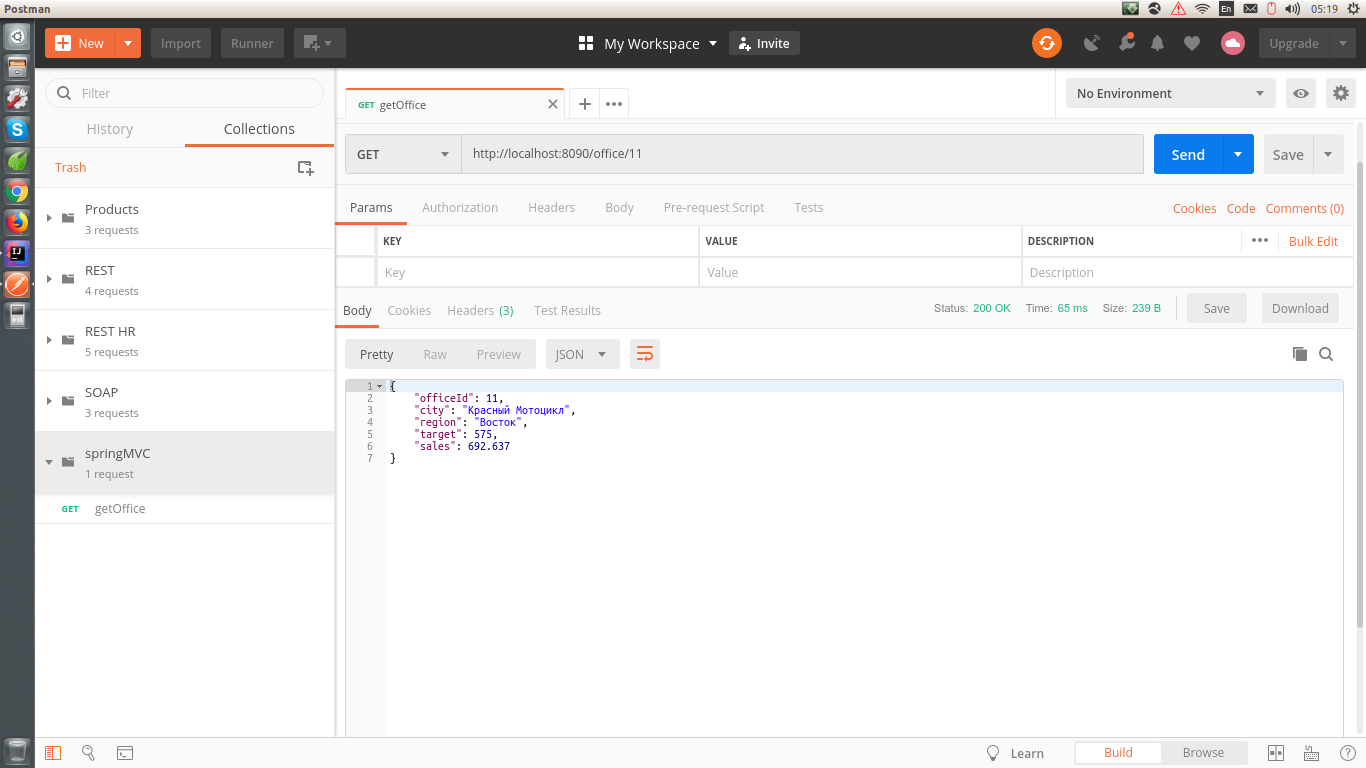 Postman
En
05:19
New
Import
Runner
My Workspace
Invite
Upgrade
Filter
History
Collections
Trash
Products
3 requests
REST
4 requests
REST HR
5 requests
SOAP
3 requests
springMVC
1 request
GET getOffice
GET getOffice
No Environment
GET
http://localhost:8090/office/11
Send
Save
Params
Authorization
Headers
Body
Pre-request Script
Tests
Cookies
Code
Comments (0)
KEY
VALUE
DESCRIPTION
Bulk Edit
Key
Value
Description
Body
Cookies
Headers (3)
Test Results
Status: 200 OK
Time: 65 ms
Size: 239 B
Save
Download
Pretty
Raw
Preview
JSON
1 {
2 "officeId": 11,
3 "city": "Красный Мотоцикл",
4 "region": "Восток",
5 "target": 575,
6 "sales": 692.637
7 }
Learn
Build
Browse